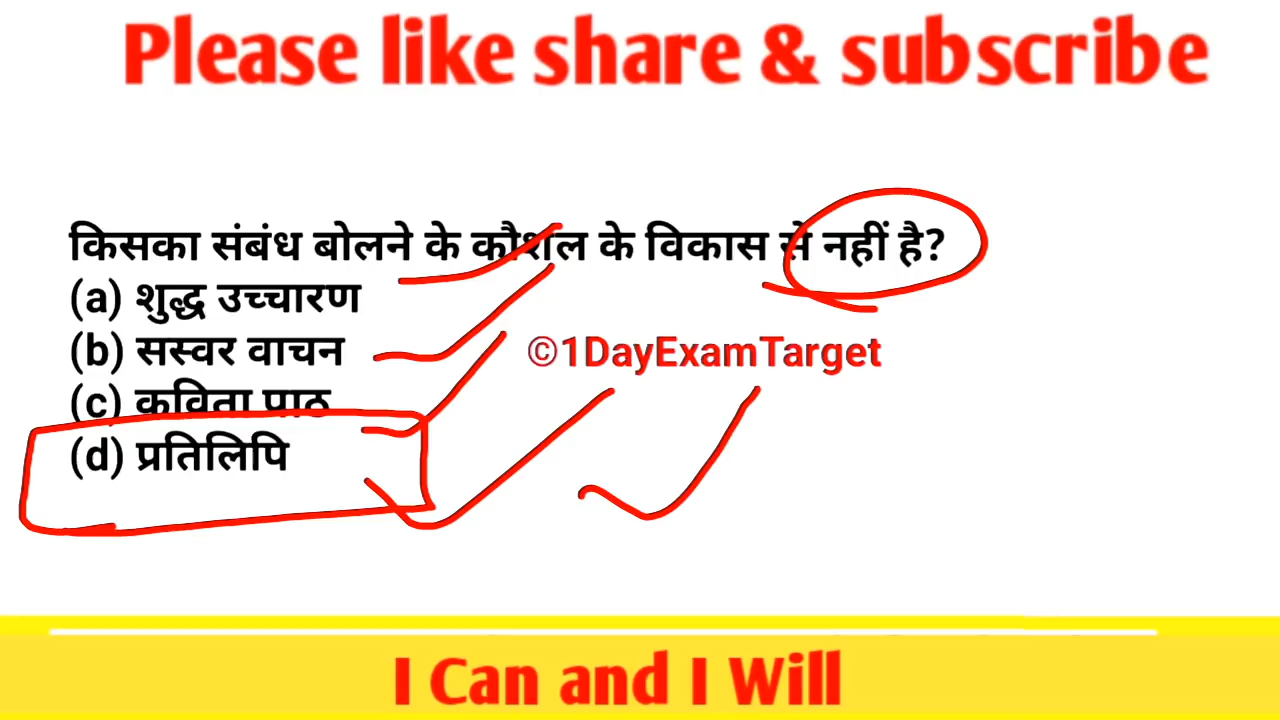 Please like share & subscribe
किसका संबंध बोलने के कौशल के विकास से नहीं है?
(a) शुद्ध उच्चारण
(b) सस्वर वाचन
©1DayExamTarget
(c) कविता पाठ
(d) प्रतिलिपि
I Can and I Will